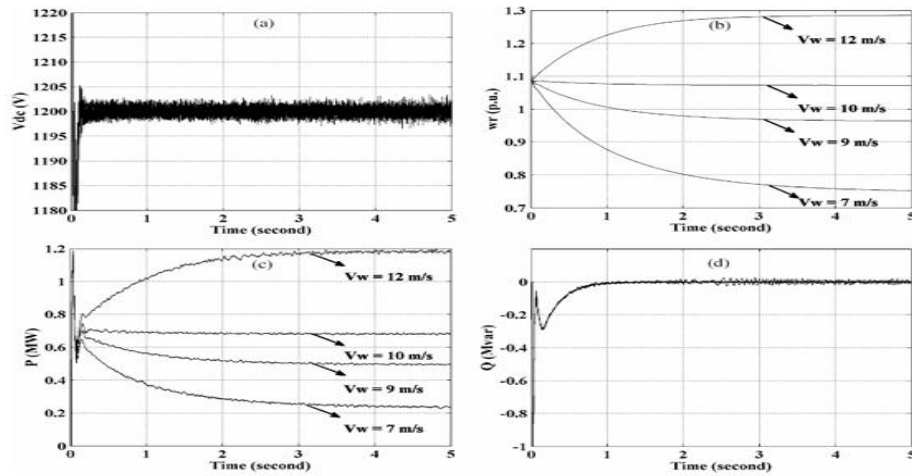 (a)
1220
1215
1210
1205
1200
1195
1190
1185
1180
Vdc (V)
0 1 2 3 4 5
Time (second)
(b)
1.3
1.2
1.1
1
0.9
0.8
0.7
wr (p.u.)
Vw = 12 m/s
Vw = 10 m/s
Vw = 9 m/s
Vw = 7 m/s
0 1 2 3 4 5
Time (second)
(c)
1.2
1
0.8
0.6
0.4
0.2
0
P (MW)
Vw = 12 m/s
Vw = 10 m/s
Vw = 9 m/s
Vw = 7 m/s
0 1 2 3 4 5
Time (second)
(d)
0
-0.2
-0.4
-0.6
-0.8
-1
Q (Mvar)
0 1 2 3 4 5
Time (second)